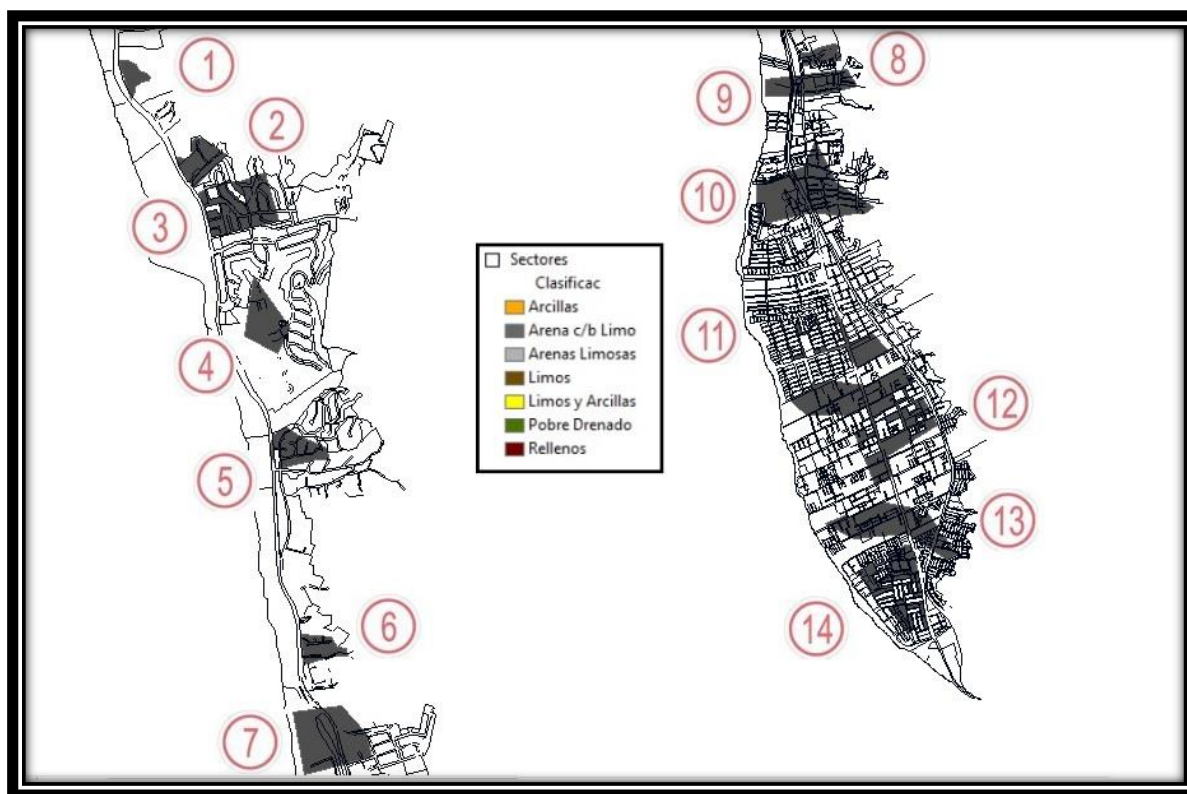 1
2
3
4
5
6
7
8
9
10
11
12
13
14
Sectores
Clasificac
Arcillas
Arena c/b Limo
Arenas Limosas
Limos
Limos y Arcillas
Pobre Drenado
Rellenos